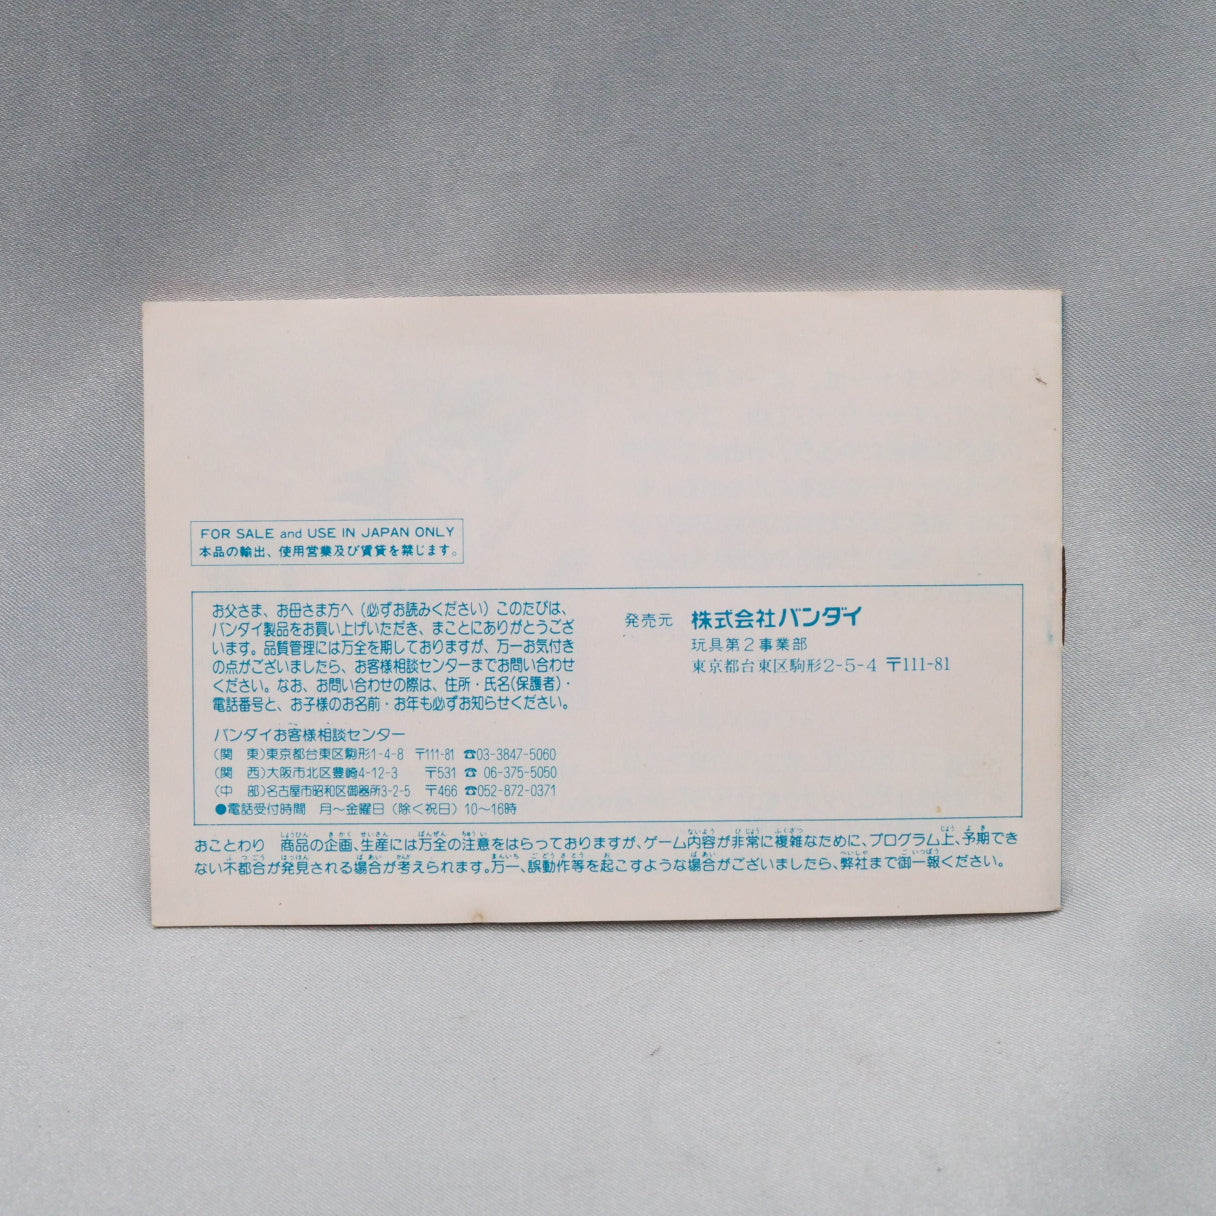 FOR SALE and USE IN JAPAN ONLY
本品の輸出、使用営業及び賃貸を禁じます。
お父さま、お母さま方へ(必ずお読みください)このたびは、
バンダイ製品をお買い上げいただき、まことにありがとうござ
います。品質管理には万全を期しておりますが、万一お気付き
の点がございましたら、お客様相談センターまでお問い合わせ
ください。なお、お問い合わせの際は、住所・氏名(保護者)・
電話番号と、お子様のお名前・お年も必ずお知らせください。
バンダイお客様相談センター
(関 東)東京都台東区駒形1-4-8 〒111-81 ☎03-3847-5060
(関 西)大阪市北区豊崎4-12-3 〒531 ☎ 06-375-5050
(中 部)名古屋市昭和区御器所3-2-5 〒466 ☎052-872-0371
●電話受付時間 月〜金曜日(除く祝日)10〜16時
発売元 株式会社バンダイ
玩具第2事業部
東京都台東区駒形2-5-4 〒111-81
おことわり 商品の企画、生産には万全の注意をはらっておりますが、ゲーム内容が非常に複雑なために、プログラム上、予期でき
ない不都合が発見される場合が考えられます。万一、誤動作等を起こすような場合がございましたら、弊社まで御一報ください。